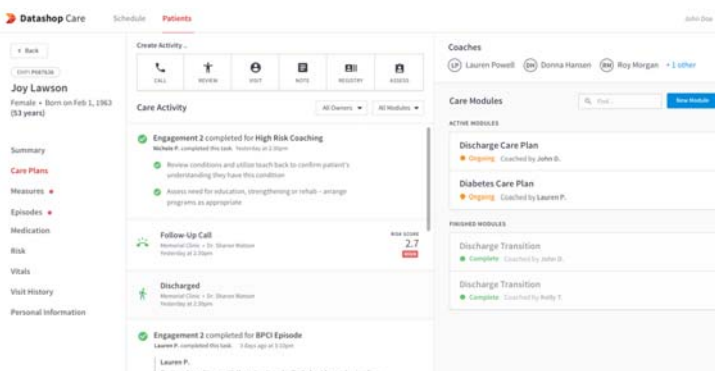 Datashop Care
Schedule
Patients
John Doe
< Back
Joy Lawson
Female • Born on Feb 1, 1963
(53 years)
Summary
Care Plans
Measures
Episodes
Medication
Risk
Vitals
Visit History
Personal Information
Create Activity ..
CALL
REVIEW
VISIT
NOTE
REGISTRY
ASSESS
Care Activity
All Owners
All Modules
Engagement 2 completed for High Risk Coaching
Nichole P. completed this task. Yesterday at 2:30pm
Review conditions and utilize teach back to confirm patient's
understanding they have this condition
Assess need for education, strengthening or rehab - arrange
programs as appropriate
Follow-Up Call
Memorial Clinic • Dr. Sharon Watson
Yesterday at 2:30pm
RISK SCORE
2.7
HIGH
Discharged
Memorial Clinic • Dr. Sharon Watson
Yesterday at 2:30pm
Engagement 2 completed for BPCI Episode
Lauren P. completed this task. 3 days ago at 3:10pm
Lauren P.
Coaches
LP Lauren Powell
DN Donna Hansen
RM Roy Morgan
+ 1 other
Care Modules
Find ..
New Module
ACTIVE MODULES
Discharge Care Plan
Ongoing Coached by John D.
Diabetes Care Plan
Ongoing Coached by Lauren P.
FINISHED MODULES
Discharge Transition
Complete Coached by John D.
Discharge Transition
Complete Coached by Kelly T.